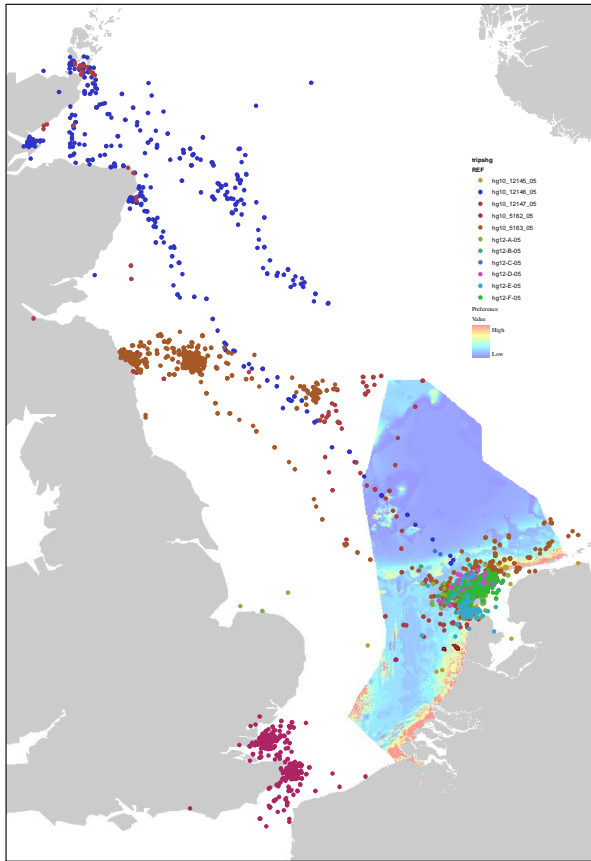 tripshg
REF
hg10_12145_05
hg10_12146_05
hg10_12147_05
hg10_5162_05
hg10_5163_05
hg12-A-05
hg12-B-05
hg12-C-05
hg12-D-05
hg12-E-05
hg12-F-05
Preference
Value
High
Low